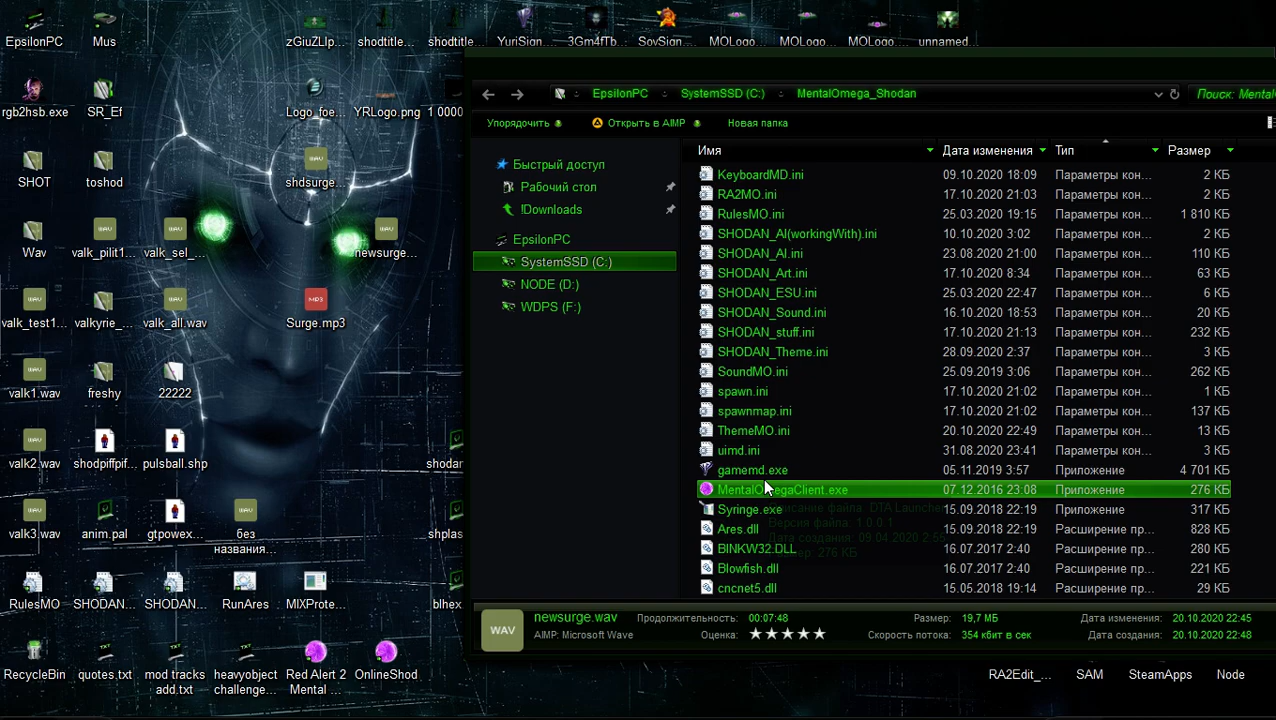 EpsilonPC
Mus
zGiuZLlp...
shodtitle...
shodtitle
YuriSign...
3Gm4fTb...
SovSign...
MOLogo...
MOLogo...
MOLogo...
unnamed...
rgb2hsb.exe
SR_Ef
Logo_foe...
YRLogo.png
1 0000
SHOT
toshod
WAV
shdsurge...
Wav
valk_pilit1...
valk_sel_...
newsurge...
valk_test1...
valkyrie_...
valk_all.wav
MP3
Surge.mp3
valk1.wav
freshy
22222
valk2.wav
shodpiffpf...
pulsball.shp
shodan
valk3.wav
anim.pal
gtpowex...
без
названия...
shplas
RulesMO
SHODAN...
SHODAN...
RunAres
MIXProte...
blhex
RecycleBin
quotes.txt
mod tracks
add.txt
heavyobject
challenge...
Red Alert 2
Mental ...
OnlineShod
EpsilonPC
SystemSSD (C:)
MentalOmega_Shodan
Поиск: Mental
Упорядочить
Открыть в AIMP
Новая папка
Быстрый доступ
Рабочий стол
!Downloads
EpsilonPC
SystemSSD (C:)
NODE (D:)
WDPS (F:)
Имя Дата изменения Тип Размер
KeyboardMD.ini 09.10.2020 13:09 Параметры кон... 2 КБ
RA2MO.ini 17.10.2020 21:03 Параметры кон... 2 КБ
RulesMO.ini 25.03.2020 19:15 Параметры кон... 1 810 КБ
SHODAN_AI(workingWith).ini 10.10.2020 3:02 Параметры кон... 2 КБ
SHODAN_AI.ini 23.03.2020 21:00 Параметры кон... 110 КБ
SHODAN_Art.ini 17.10.2020 8:34 Параметры кон... 63 КБ
SHODAN_ESU.ini 25.03.2020 22:47 Параметры кон... 6 КБ
SHODAN_Sound.ini 16.10.2020 18:53 Параметры кон... 20 КБ
SHODAN_stuff.ini 17.10.2020 21:13 Параметры кон... 232 КБ
SHODAN_Theme.ini 28.09.2020 2:37 Параметры кон... 3 КБ
SoundMO.ini 29.05.2019 3:06 Параметры кон... 262 КБ
spawn.ini 17.10.2020 21:02 Параметры кон... 1 КБ
spawnmap.ini 17.10.2020 21:02 Параметры кон... 137 КБ
ThemeMO.ini 20.10.2020 22:49 Параметры кон... 13 КБ
uimd.ini 31.03.2020 23:41 Параметры кон... 3 КБ
gamemd.exe 05.11.2019 3:57 Приложение 4 701 КБ
MentalOmegaClient.exe 07.12.2016 23:08 Приложение 276 КБ
Syringe.exe 15.09.2018 22:19 Приложение 317 КБ
Ares.dll 15.09.2018 22:19 Расширение пр...
BINKW32.DLL 16.07.2017 2:40 Расширение пр... 280 КБ
Blowfish.dll 16.07.2017 2:40 Расширение пр... 221 КБ
cncnet5.dll 15.05.2018 19:14 Расширение пр... 29 КБ
WAV
newsurge.wav
AIMP: Microsoft Wave
Продолжительность: 00:07:48
Оценка:
Размер: 19,7 МБ
Скорость потока: 354 кбит в сек
Дата изменения: 20.10.2020 22:45
Дата создания: 20.10.2020 22:48
RA2Edit_...
SteamApps
Node